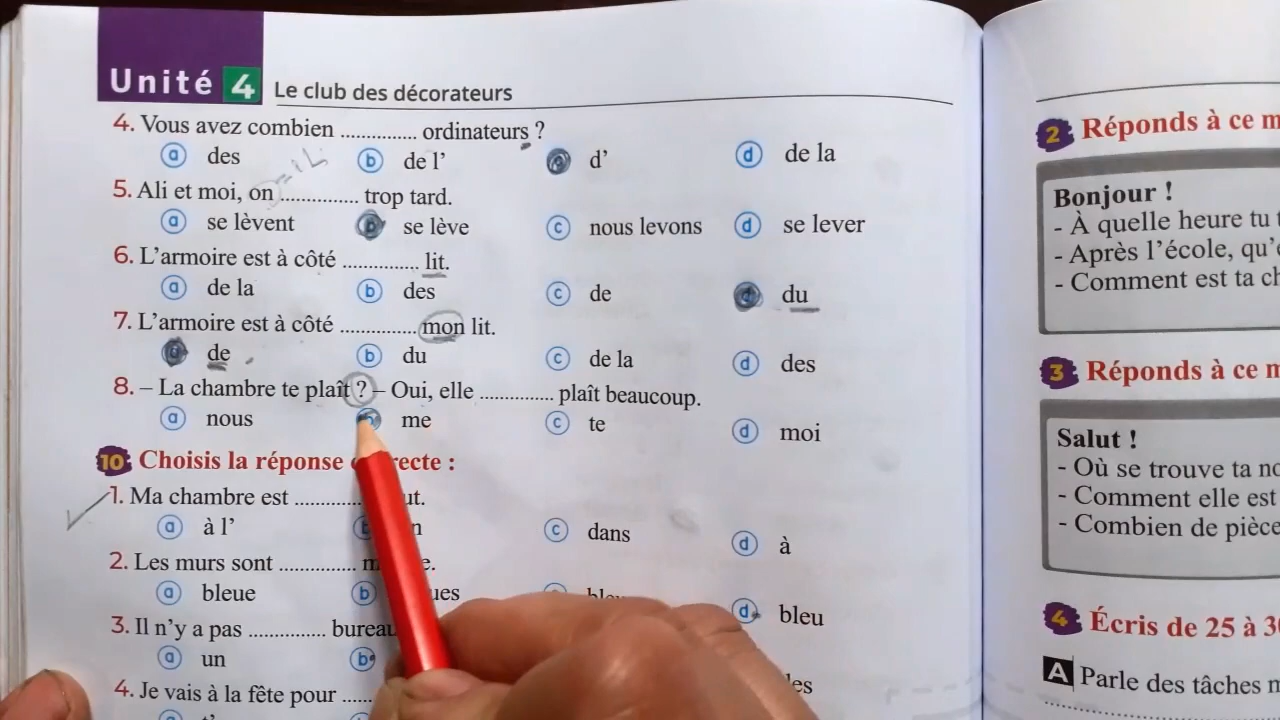 Unité 4 Le club des décorateurs
4. Vous avez combien .............. ordinateurs ?
a des b de l' c d' d de la
5. Ali et moi, on .............. trop tard.
a se lèvent b se lève c nous levons d se lever
6. L'armoire est à côté .............. lit.
a de la b des c de d du
7. L'armoire est à côté .............. mon lit.
a de b du c de la d des
8. – La chambre te plaît ? – Oui, elle .............. plaît beaucoup.
a nous b me c te d moi
10 Choisis la réponse :
1. Ma chambre est ..............
a à l' c dans d à
2. Les murs sont ..............
a bleue b d bleu
3. Il n'y a pas .............. bureau
a un b
4. Je vais à la fête pour ......
2 Réponds à ce
Bonjour !
- À quelle heure tu
- Après l'école,
- Comment est ta
3 Réponds à ce
Salut !
- Où se trouve ta
- Comment elle est
- Combien de
4 Écris de 25 à
A Parle des tâches